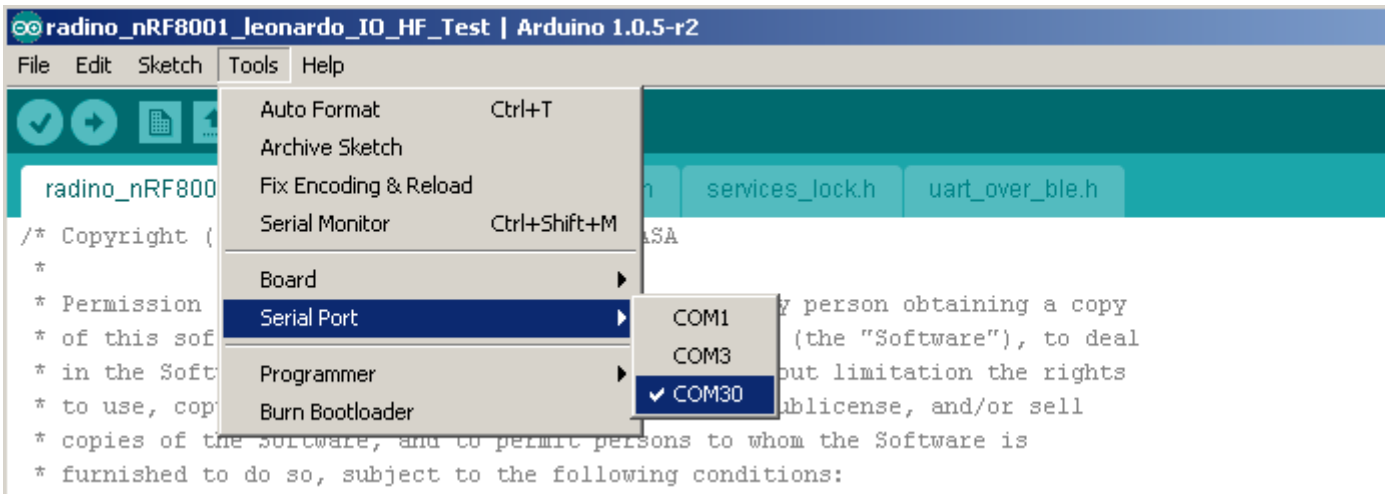 radino_nRF8001_leonardo_IO_HF_Test | Arduino 1.0.5-r2
File Edit Sketch Tools Help
Auto Format Ctrl+T
Archive Sketch
Fix Encoding & Reload
Serial Monitor Ctrl+Shift+M
Board
Serial Port
Programmer
Burn Bootloader
COM1
COM3
COM30
radino_nRF800 services_lock.h uart_over_ble.h
/* Copyright (
*
* Permission person obtaining a copy
* of this sof (the "Software"), to deal
* in the Soft limitation the rights
* to use, cop and/or sell
* copies of the Software, and to permit persons to whom the Software is
* furnished to do so, subject to the following conditions: